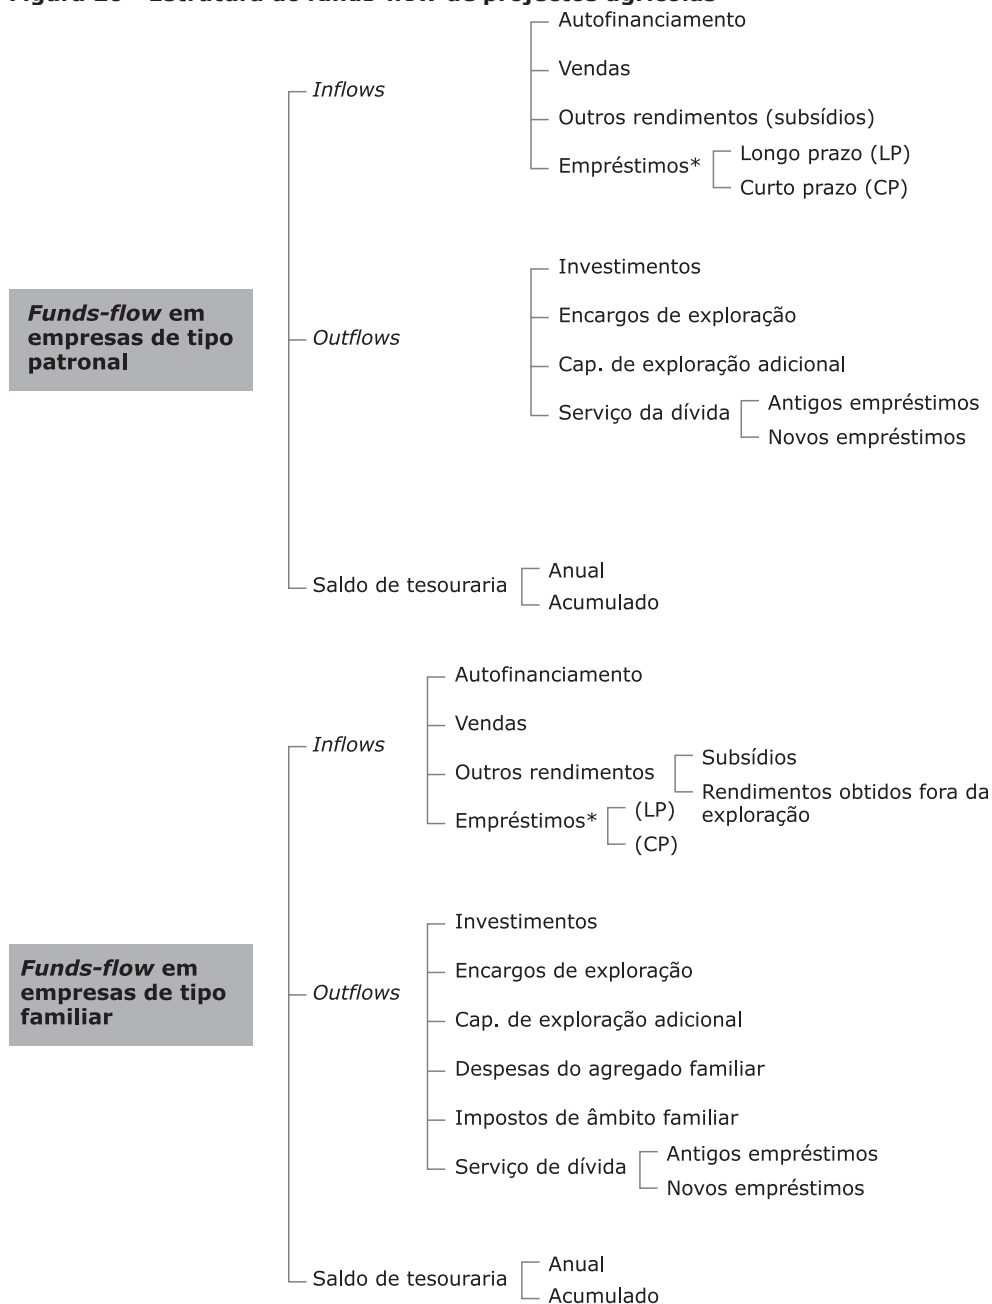 Autofinanciamento
Vendas
Inflows
Outros rendimentos (subsídios)
Empréstimos*
Longo prazo (LP)
Curto prazo (CP)
Funds-flow em
empresas de tipo
patronal
Investimentos
Encargos de exploração
Outflows
Cap. de exploração adicional
Serviço da dívida
Antigos empréstimos
Novos empréstimos
Saldo de tesouraria
Anual
Acumulado
Autofinanciamento
Vendas
Inflows
Outros rendimentos
Subsídios
Rendimentos obtidos fora da
exploração
Empréstimos*
(LP)
(CP)
Funds-flow em
empresas de tipo
familiar
Investimentos
Encargos de exploração
Outflows
Cap. de exploração adicional
Despesas do agregado familiar
Impostos de âmbito familiar
Serviço de dívida
Antigos empréstimos
Novos empréstimos
Saldo de tesouraria
Anual
Acumulado